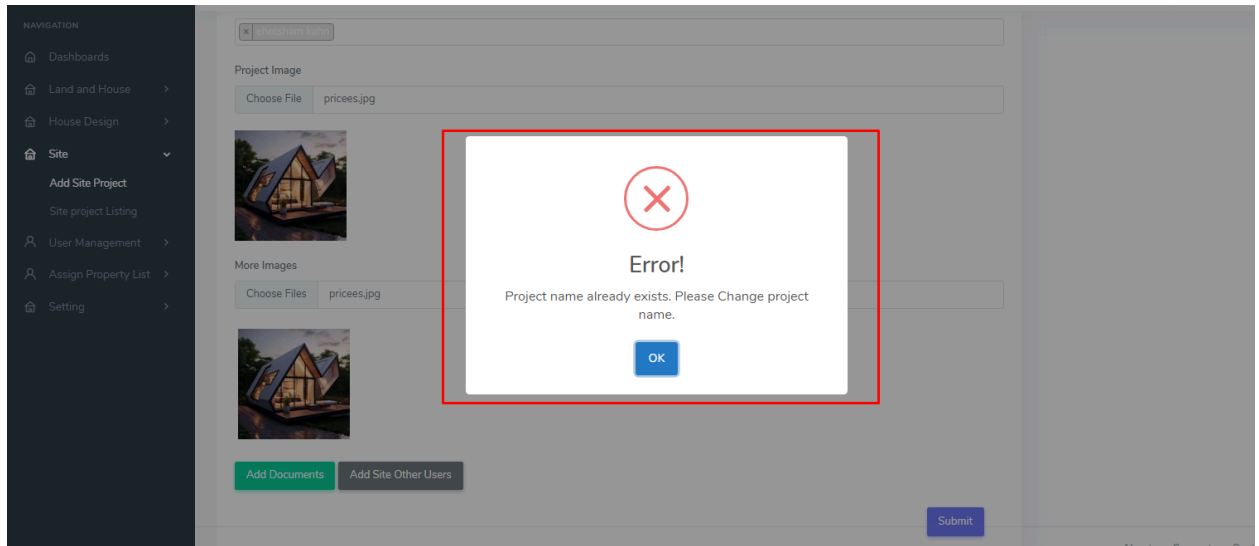 NAVIGATION
Dashboards
Land and House
House Design
Site
Add Site Project
Site project Listing
User Management
Assign Property List
Setting
Project Image
Choose File pricees.jpg
More Images
Choose Files pricees.jpg
Add Documents Add Site Other Users
Submit
Error!
Project name already exists. Please Change project
name.
OK